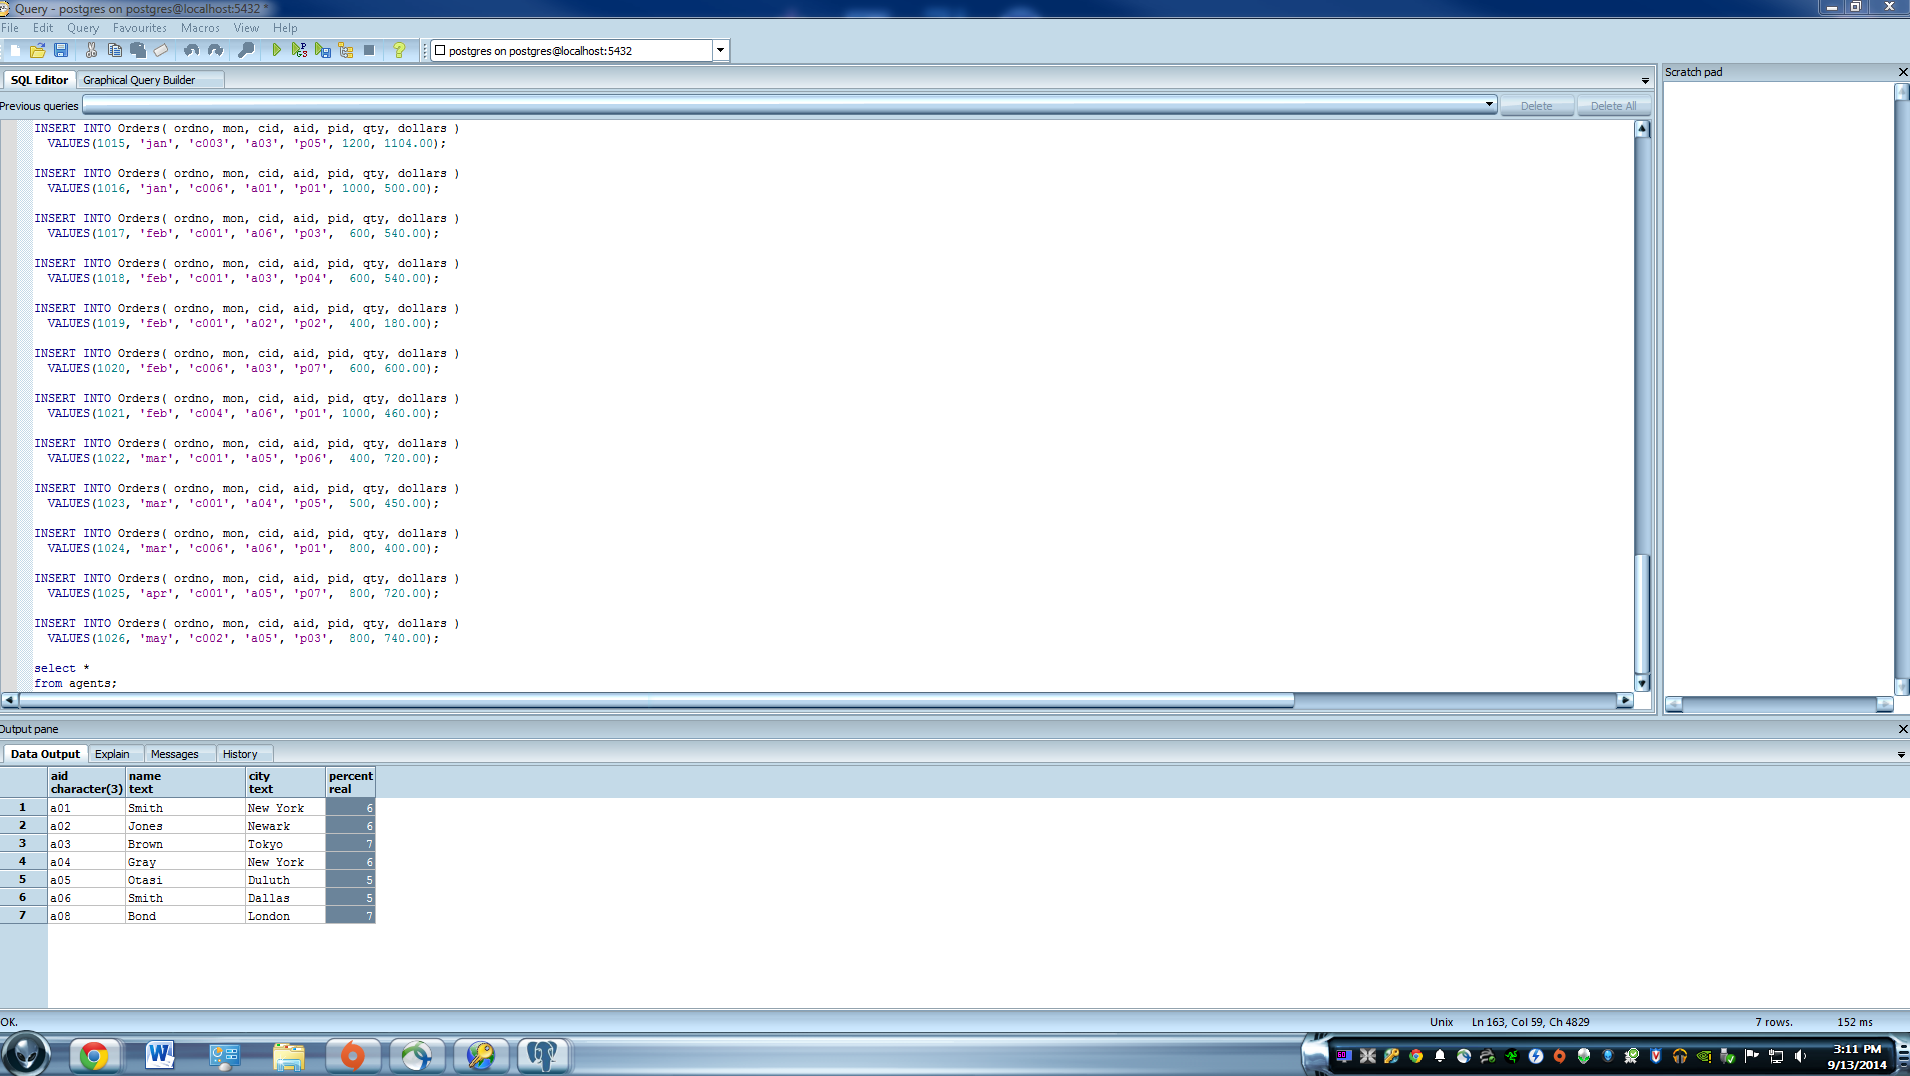 Query - postgres on postgres@localhost:5432 *
File Edit Query Favourites Macros View Help
postgres on postgres@localhost:5432
SQL Editor Graphical Query Builder
Scratch pad
Previous queries Delete Delete All
INSERT INTO Orders( ordno, mon, cid, aid, pid, qty, dollars )
VALUES(1015, 'jan', 'c003', 'a03', 'p05', 1200, 1104.00);
INSERT INTO Orders( ordno, mon, cid, aid, pid, qty, dollars )
VALUES(1016, 'jan', 'c006', 'a01', 'p01', 1000, 500.00);
INSERT INTO Orders( ordno, mon, cid, aid, pid, qty, dollars )
VALUES(1017, 'feb', 'c001', 'a06', 'p03', 600, 540.00);
INSERT INTO Orders( ordno, mon, cid, aid, pid, qty, dollars )
VALUES(1018, 'feb', 'c001', 'a03', 'p04', 600, 540.00);
INSERT INTO Orders( ordno, mon, cid, aid, pid, qty, dollars )
VALUES(1019, 'feb', 'c001', 'a02', 'p02', 400, 180.00);
INSERT INTO Orders( ordno, mon, cid, aid, pid, qty, dollars )
VALUES(1020, 'feb', 'c006', 'a03', 'p07', 600, 600.00);
INSERT INTO Orders( ordno, mon, cid, aid, pid, qty, dollars )
VALUES(1021, 'feb', 'c004', 'a06', 'p01', 1000, 460.00);
INSERT INTO Orders( ordno, mon, cid, aid, pid, qty, dollars )
VALUES(1022, 'mar', 'c001', 'a05', 'p06', 400, 720.00);
INSERT INTO Orders( ordno, mon, cid, aid, pid, qty, dollars )
VALUES(1023, 'mar', 'c001', 'a04', 'p05', 500, 450.00);
INSERT INTO Orders( ordno, mon, cid, aid, pid, qty, dollars )
VALUES(1024, 'mar', 'c006', 'a06', 'p01', 800, 400.00);
INSERT INTO Orders( ordno, mon, cid, aid, pid, qty, dollars )
VALUES(1025, 'apr', 'c001', 'a05', 'p07', 800, 720.00);
INSERT INTO Orders( ordno, mon, cid, aid, pid, qty, dollars )
VALUES(1026, 'may', 'c002', 'a05', 'p03', 800, 740.00);
select *
from agents;
Output pane
Data Output Explain Messages History
aid name city percent
character(3) text text real
1 a01 Smith New York 6
2 a02 Jones Newark 6
3 a03 Brown Tokyo 7
4 a04 Gray New York 6
5 a05 Otasi Duluth 5
6 a06 Smith Dallas 5
7 a08 Bond London 7
OK. Unix Ln 163, Col 59, Ch 4829 7 rows. 152 ms
3:11 PM
9/13/2014